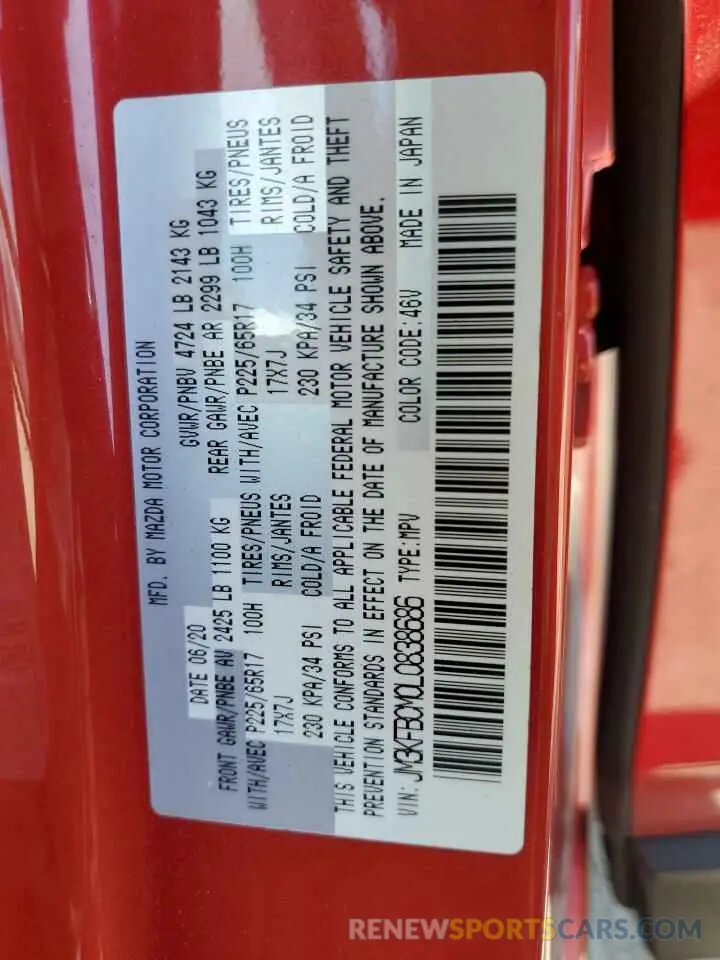 MFD. BY MAZDA MOTOR CORPORATION
DATE 06/20 GVWR/PNBV 4724 LB 2143 KG
FRONT GAWR/PNBE AV 2425 LB 1100 KG REAR GAWR/PNBE AR 2299 LB 1043 KG
WITH/AVEC P225/65R17 100H TIRES/PNEUS WITH/AVEC P225/65R17 100H TIRES/PNEUS
17X7J RIMS/JANTES 17X7J RIMS/JANTES
230 KPA/34 PSI COLD/A FROID 230 KPA/34 PSI COLD/A FROID
THIS VEHICLE CONFORMS TO ALL APPLICABLE FEDERAL MOTOR VEHICLE SAFETY AND THEFT
PREVENTION STANDARDS IN EFFECT ON THE DATE OF MANUFACTURE SHOWN ABOVE.
VIN: JM3KFBCM0L0838686 TYPE:MPV COLOR CODE:46V MADE IN JAPAN
RENEWSPORTSCARS.COM